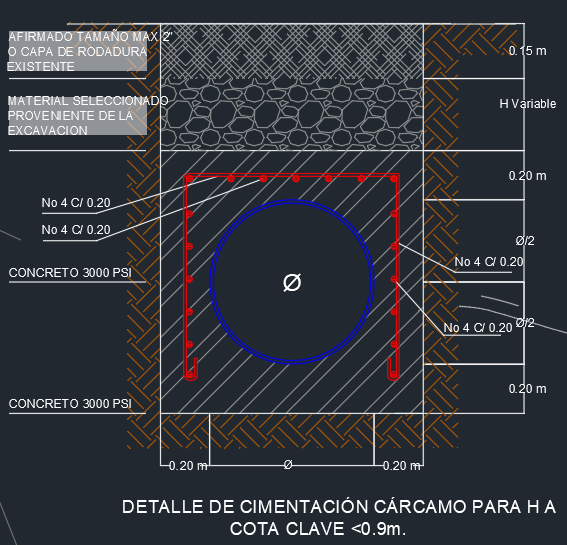 AFIRMADO TAMAÑO MAX 2"
O CAPA DE RODADURA
EXISTENTE
0.15 m
MATERIAL SELECCIONADO
PROVENIENTE DE LA
EXCAVACION
H Variable
0.20 m
No 4 C/ 0.20
No 4 C/ 0.20
Ø/2
No 4 C/ 0.20
CONCRETO 3000 PSI
Ø
No 4 C/ 0.20
Ø/2
0.20 m
CONCRETO 3000 PSI
0.20 m
Ø
0.20 m
DETALLE DE CIMENTACIÓN CÁRCAMO PARA H A
COTA CLAVE <0.9m.